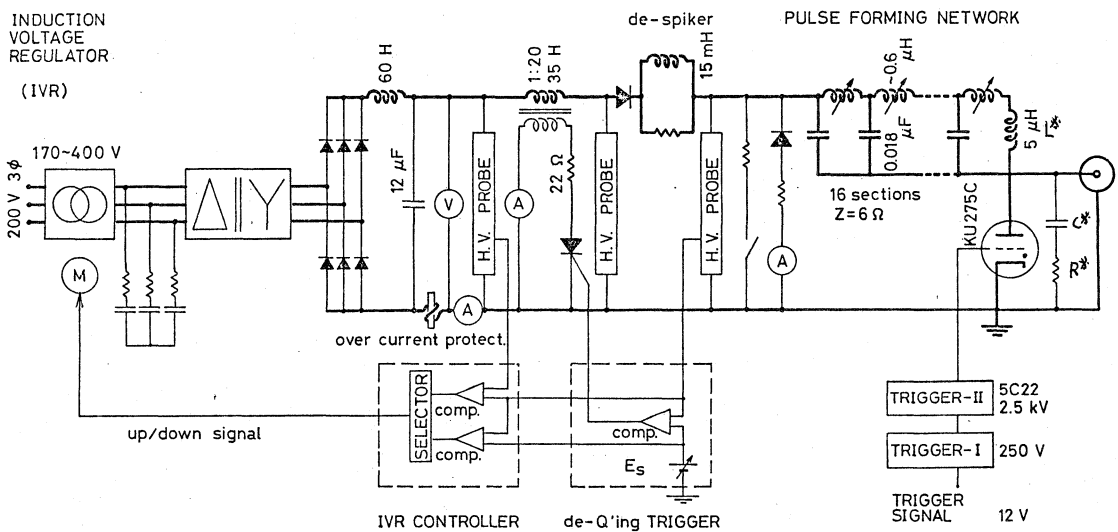 INDUCTION
VOLTAGE
REGULATOR
(IVR)
170~400 V
200 V 3ϕ
M
60 H
12 μF
V
H.V. PROBE
1:20
35 H
A
22 Ω
H.V. PROBE
de-spiker
15 mH
H.V. PROBE
A
PULSE FORMING NETWORK
~0.6 μH
0.018 μF
16 sections
Z=6 Ω
5 μH
L*
KU275C
C*
R*
A
over current protect.
SELECTOR
comp.
comp.
up/down signal
comp.
Es
IVR CONTROLLER
de-Q'ing TRIGGER
TRIGGER-II
5C22
2.5 kV
TRIGGER-I
250 V
TRIGGER
SIGNAL
12 V